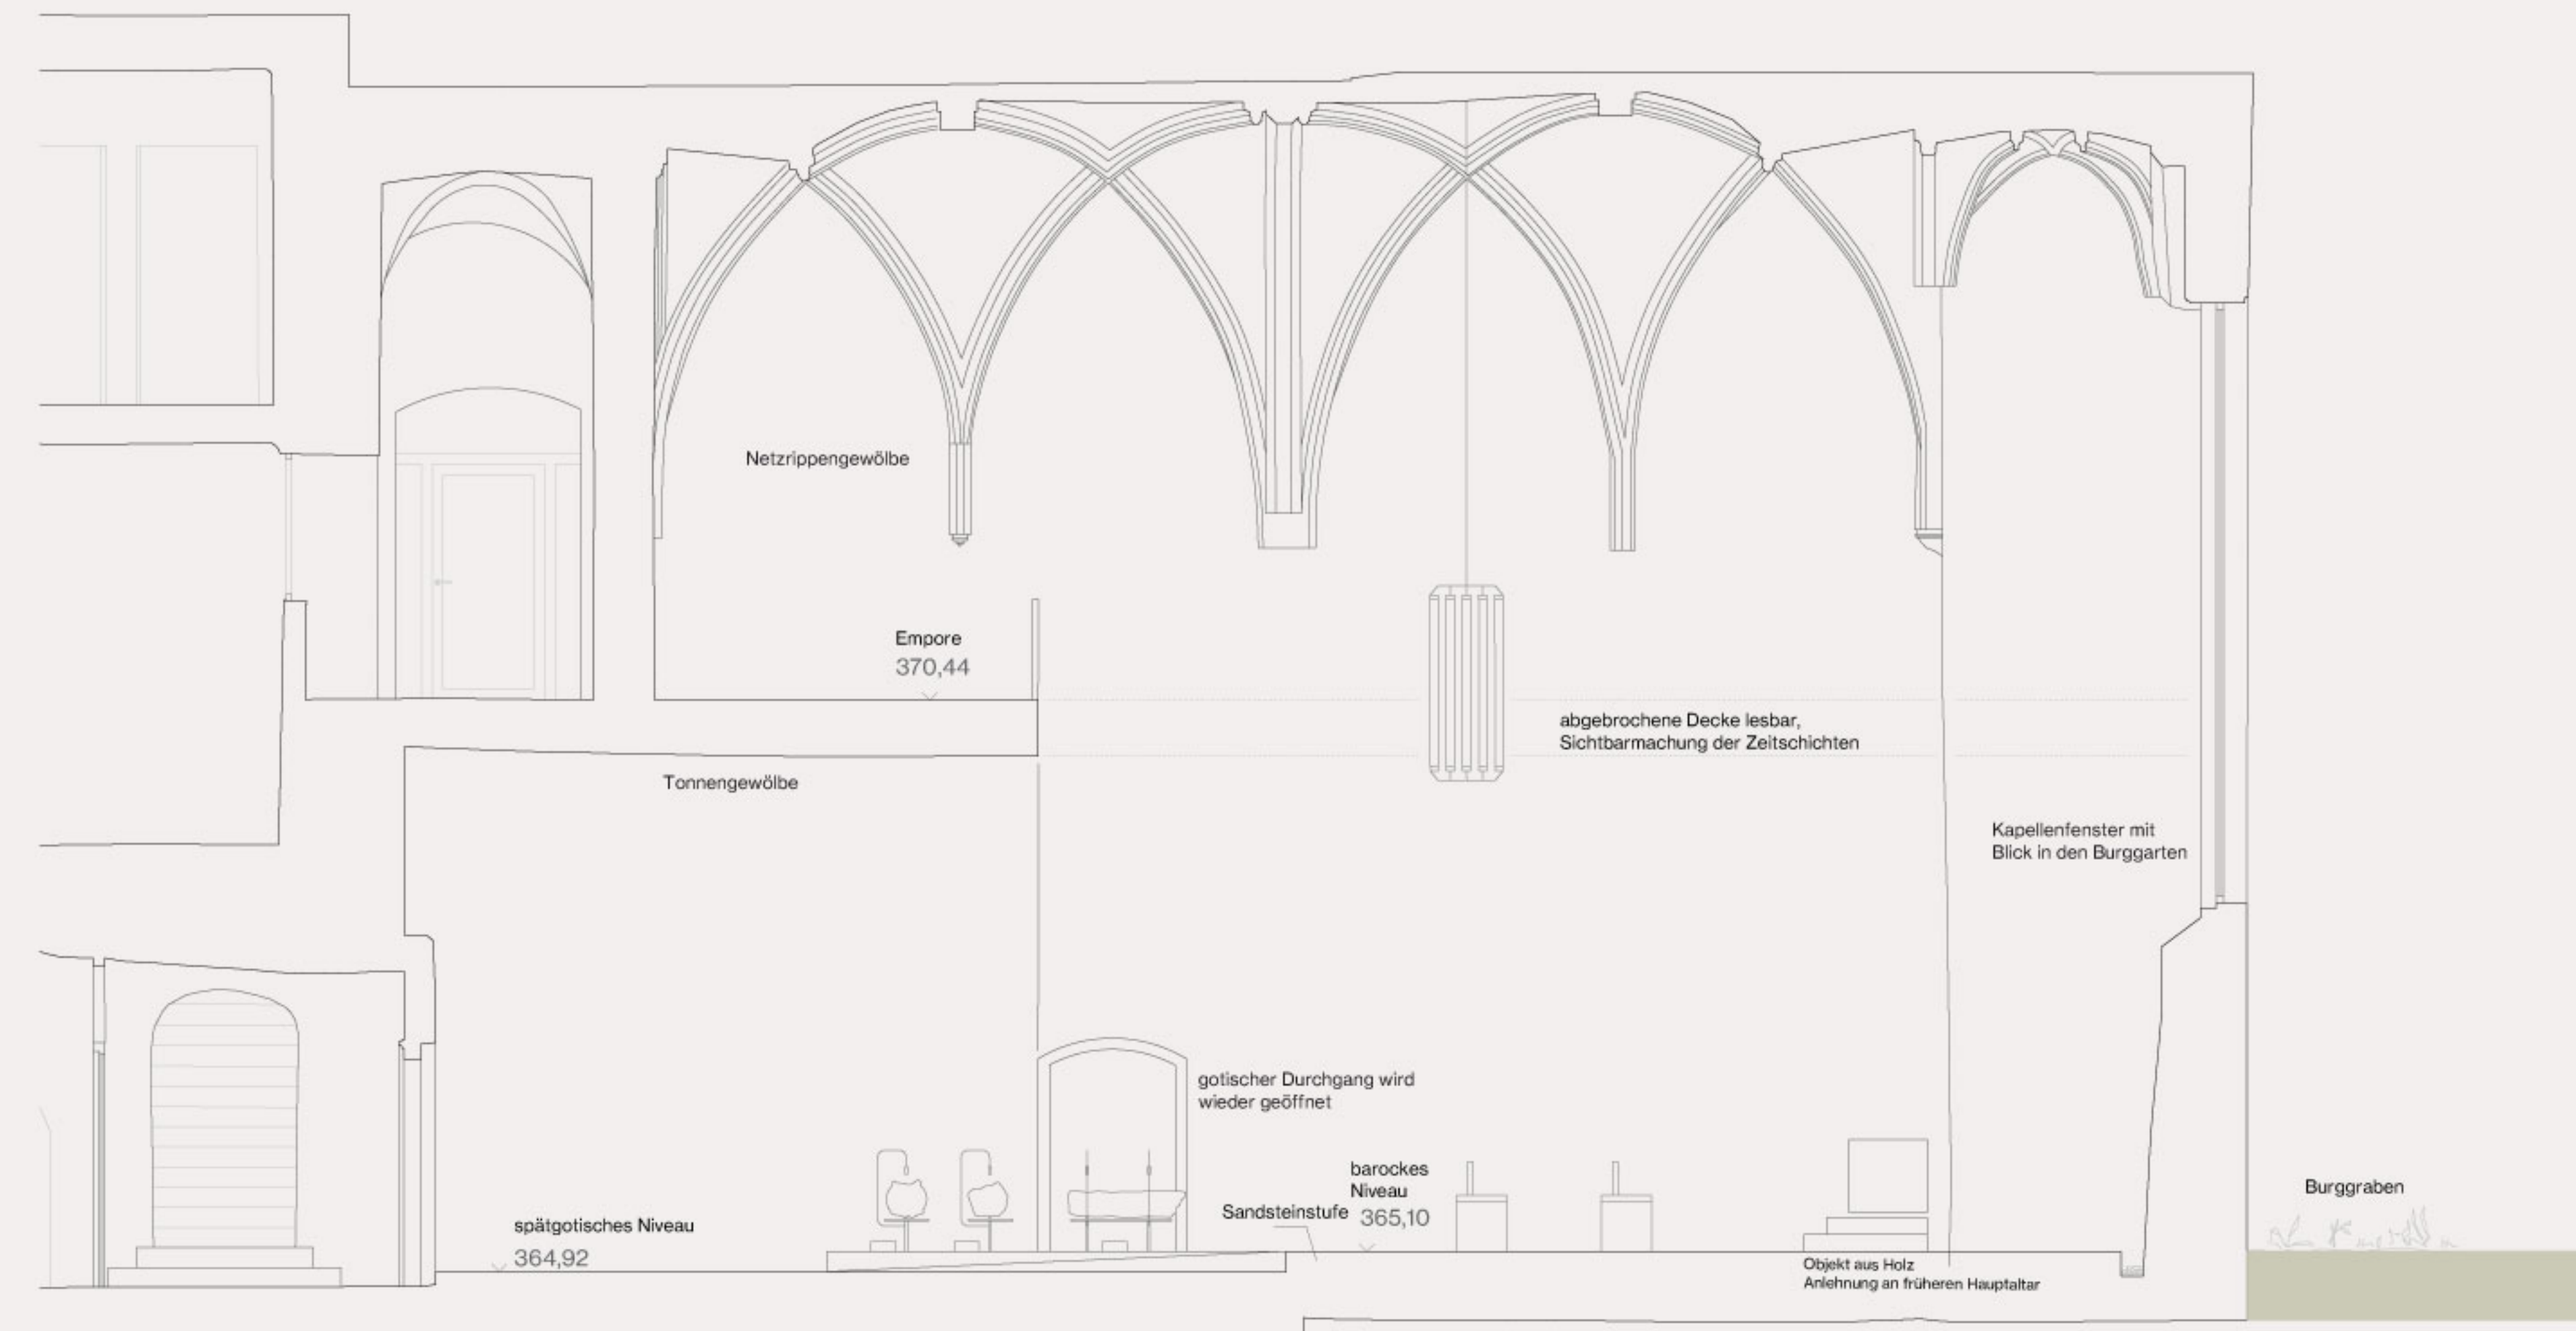 Netzrippengewölbe
Empore
370,44
abgebrochene Decke lesbar,
Sichtbarmachung der Zeitschichten
Tonnengewölbe
Kapellenfenster mit
Blick in den Burggarten
gotischer Durchgang wird
wieder geöffnet
barockes
Niveau
365,10
Sandsteinstufe
Burggraben
spätgotisches Niveau
364,92
Objekt aus Holz
Anlehnung an früheren Hauptaltar